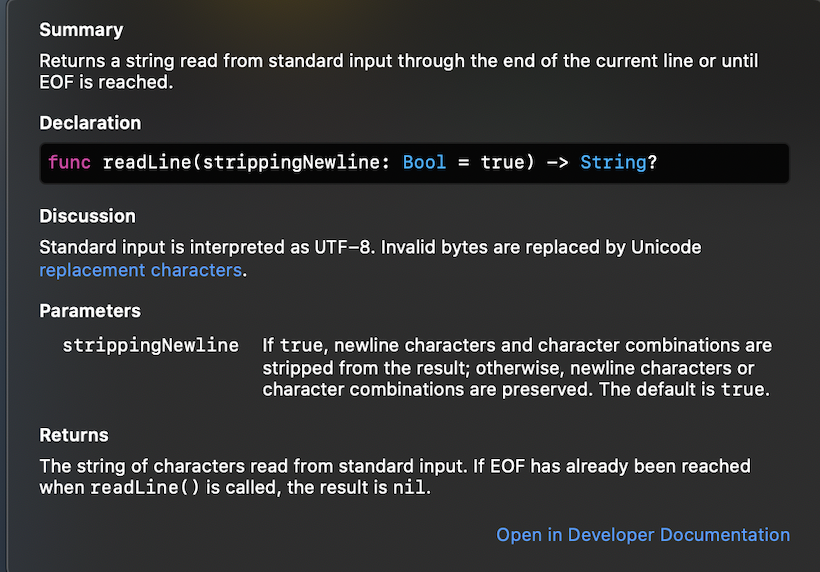 Summary
Returns a string read from standard input through the end of the current line or until
EOF is reached.
Declaration
func readLine(strippingNewline: Bool = true) -> String?
Discussion
Standard input is interpreted as UTF-8. Invalid bytes are replaced by Unicode
replacement characters.
Parameters
strippingNewline If true, newline characters and character combinations are
stripped from the result; otherwise, newline characters or
character combinations are preserved. The default is true.
Returns
The string of characters read from standard input. If EOF has already been reached
when readLine() is called, the result is nil.
Open in Developer Documentation